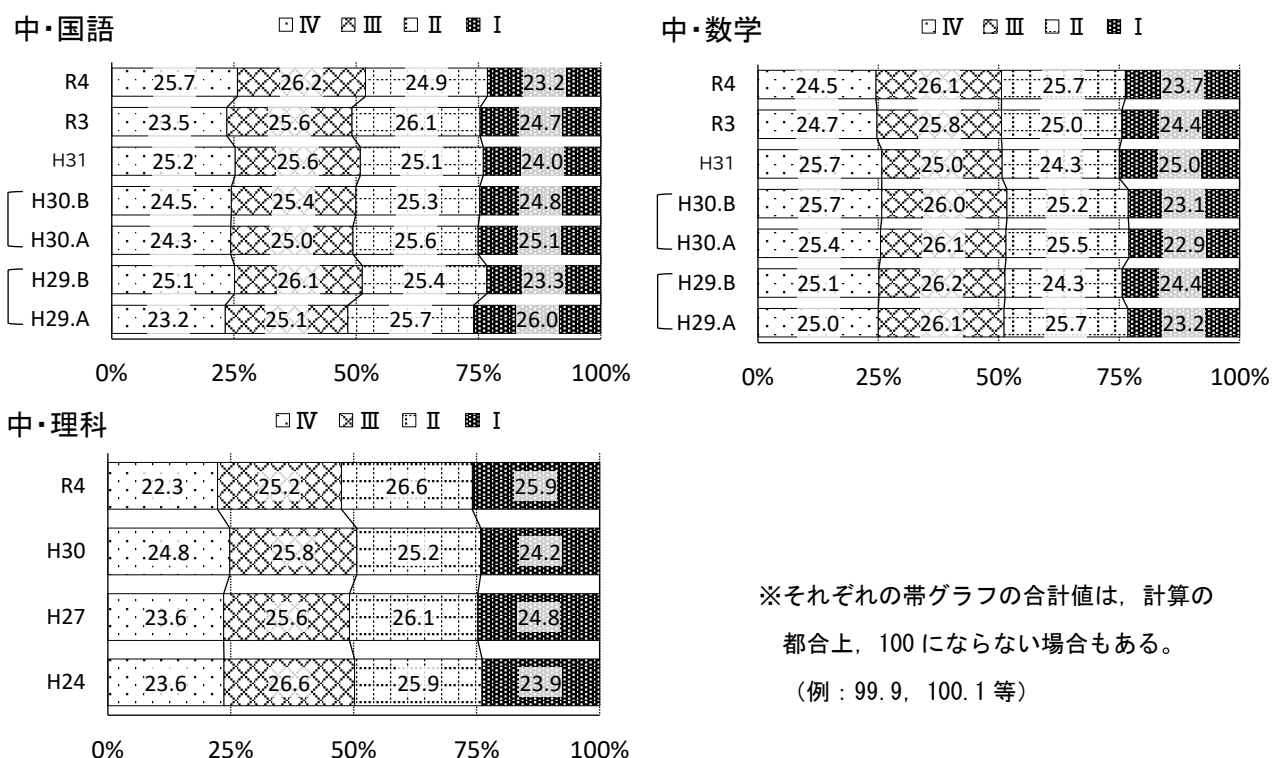 中・国語
Ⅳ Ⅲ Ⅱ Ⅰ
R4 25.7 26.2 24.9 23.2
R3 23.5 25.6 26.1 24.7
H31 25.2 25.6 25.1 24.0
H30.B 24.5 25.4 25.3 24.8
H30.A 24.3 25.0 25.6 25.1
H29.B 25.1 26.1 25.4 23.3
H29.A 23.2 25.1 25.7 26.0
0% 25% 50% 75% 100%
中・数学
Ⅳ Ⅲ Ⅱ Ⅰ
R4 24.5 26.1 25.7 23.7
R3 24.7 25.8 25.0 24.4
H31 25.7 25.0 24.3 25.0
H30.B 25.7 26.0 25.2 23.1
H30.A 25.4 26.1 25.5 22.9
H29.B 25.1 26.2 24.3 24.4
H29.A 25.0 26.1 25.7 23.2
0% 25% 50% 75% 100%
中・理科
Ⅳ Ⅲ Ⅱ Ⅰ
R4 22.3 25.2 26.6 25.9
H30 24.8 25.8 25.2 24.2
H27 23.6 25.6 26.1 24.8
H24 23.6 26.6 25.9 23.9
0% 25% 50% 75% 100%
※それぞれの帯グラフの合計値は，計算の
都合上，100にならない場合もある。
（例：99.9，100.1等）